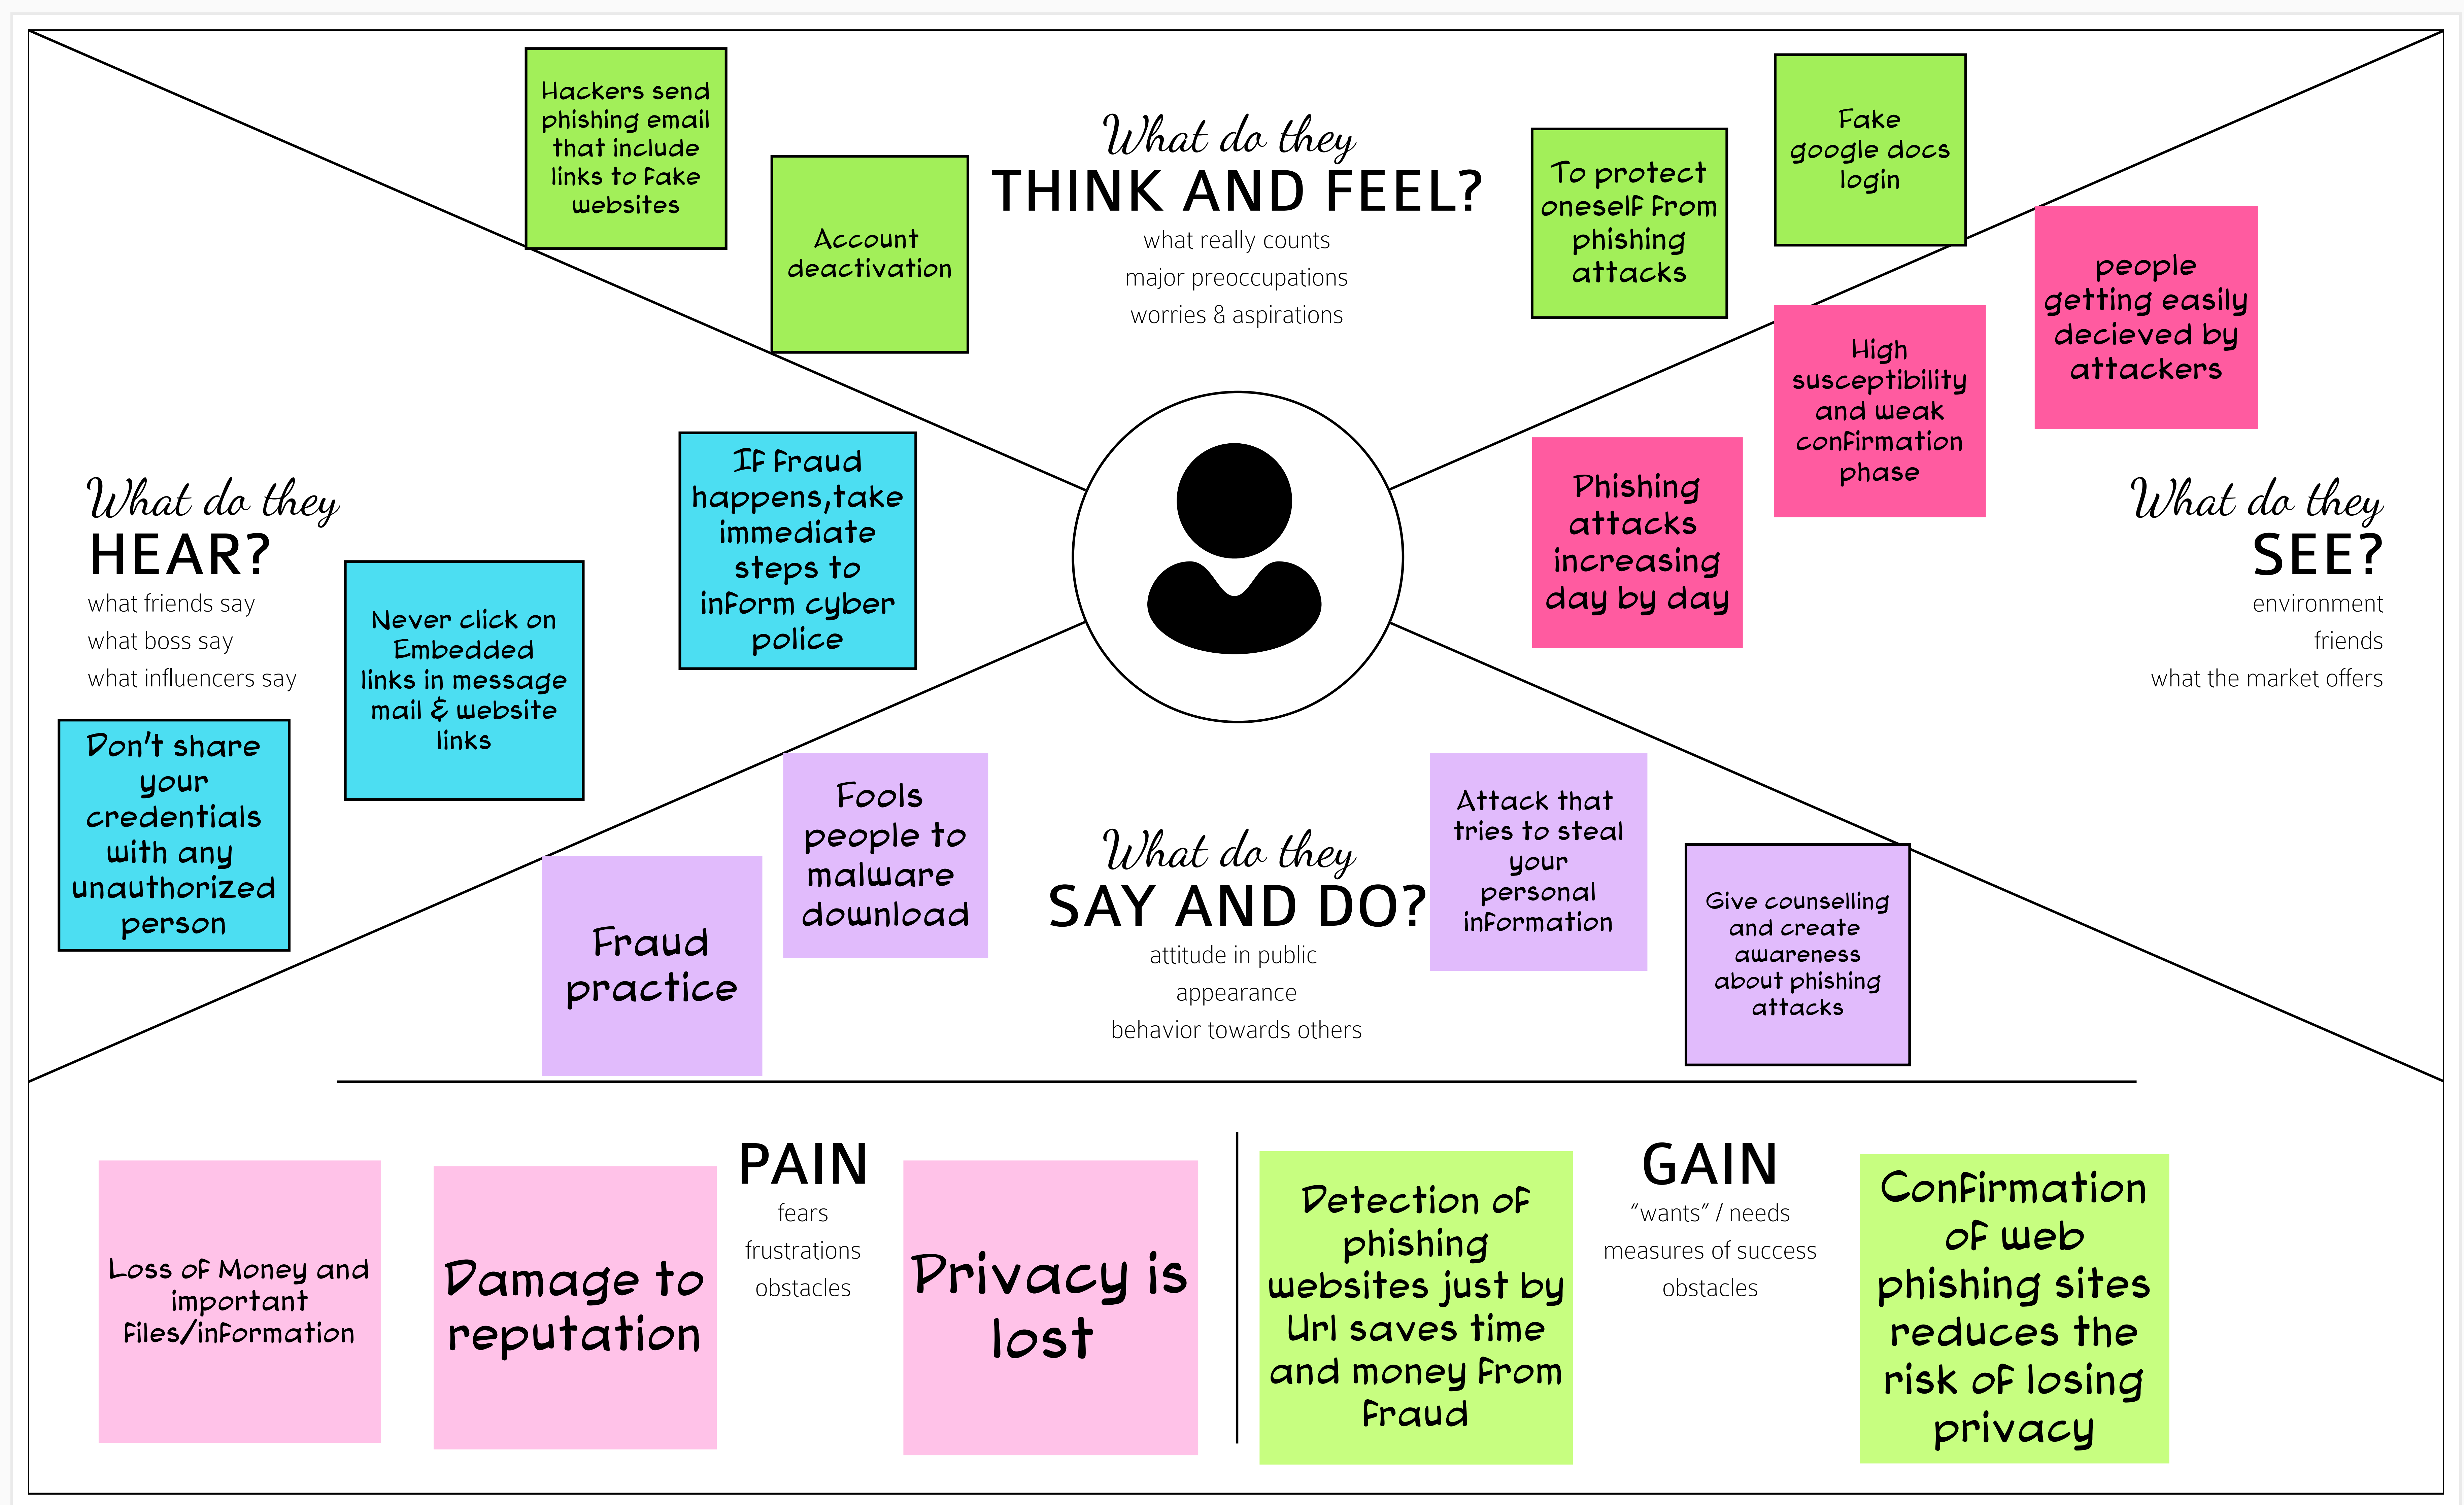 Hackers send
phishing email
that include
links to fake
websites
Account
deactivation
What do they
THINK AND FEEL?
what really counts
major preoccupations
worries & aspirations
To protect
oneself from
phishing
attacks
Fake
google docs
login
What do they
HEAR?
what friends say
what boss say
what influencers say
If fraud
happens,take
immediate
steps to
inform cyber
police
Never click on
Embedded
links in message
mail & website
links
Don't share
your
credentials
with any
unauthorized
person
people
getting easily
decieved by
attackers
High
susceptibility
and weak
confirmation
phase
Phishing
attacks
increasing
day by day
What do they
SEE?
environment
friends
what the market offers
Fools
people to
malware
download
Fraud
practice
What do they
SAY AND DO?
attitude in public
appearance
behavior towards others
Attack that
tries to steal
your
personal
information
Give counselling
and create
awareness
about phishing
attacks
Loss of Money and
important
files/information
Damage to
reputation
PAIN
fears
frustrations
obstacles
Privacy is
lost
Detection of
phishing
websites just by
Url saves time
and money from
fraud
GAIN
“wants” / needs
measures of success
obstacles
Confirmation
of web
phishing sites
reduces the
risk of losing
privacy